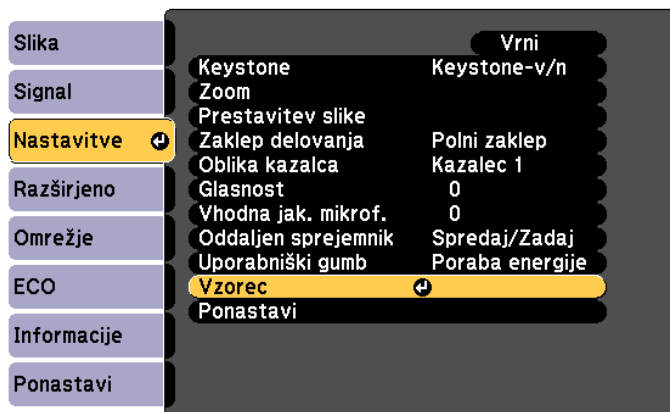 Slika
Signal
Nastavitve
Razširjeno
Omrežje
ECO
Informacije
Ponastavi
Vrni
Keystone Keystone-v/n
Zoom
Prestavitev slike
Zaklep delovanja Polni zaklep
Oblika kazalca Kazalec 1
Glasnost 0
Vhodna jak. mikrof. 0
Oddaljen sprejemnik Spredaj/Zadaj
Uporabniški gumb Poraba energije
Vzorec
Ponastavi